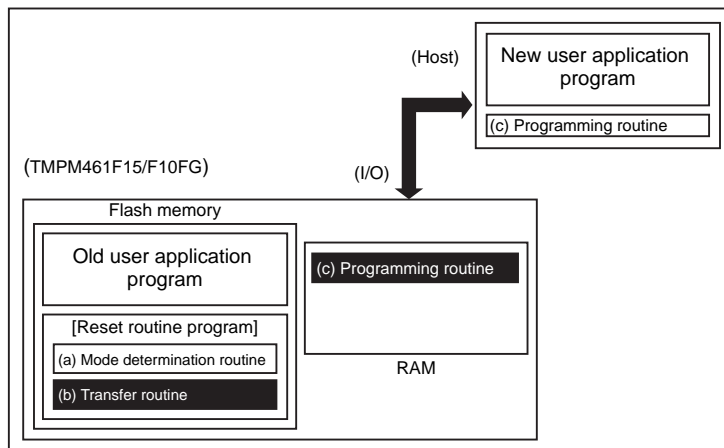 (Host)
New user application
program
(c) Programming routine
(TMPM461F15/F10FG)
(I/O)
Flash memory
Old user application
program
[Reset routine program]
(a) Mode determination routine
(b) Transfer routine
(c) Programming routine
RAM